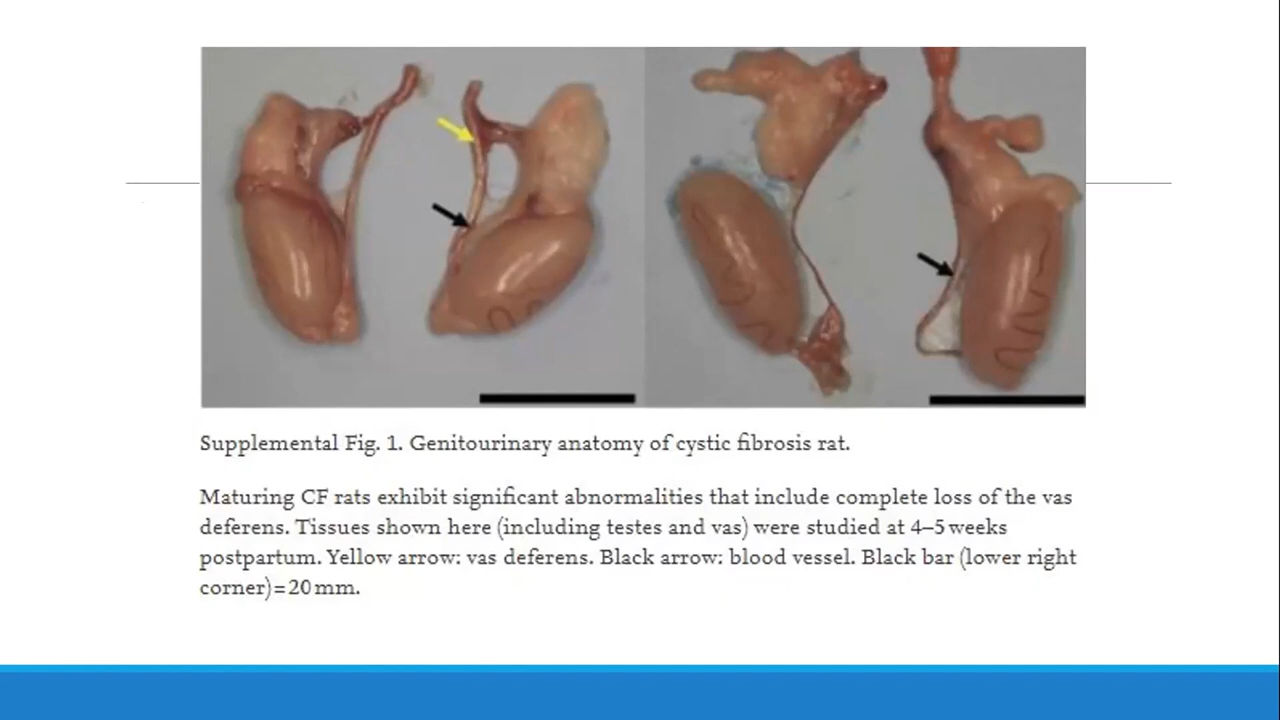 Supplemental Fig. 1. Genitourinary anatomy of cystic fibrosis rat.
Maturing CF rats exhibit significant abnormalities that include complete loss of the vas
deferens. Tissues shown here (including testes and vas) were studied at 4–5 weeks
postpartum. Yellow arrow: vas deferens. Black arrow: blood vessel. Black bar (lower right
corner)=20 mm.